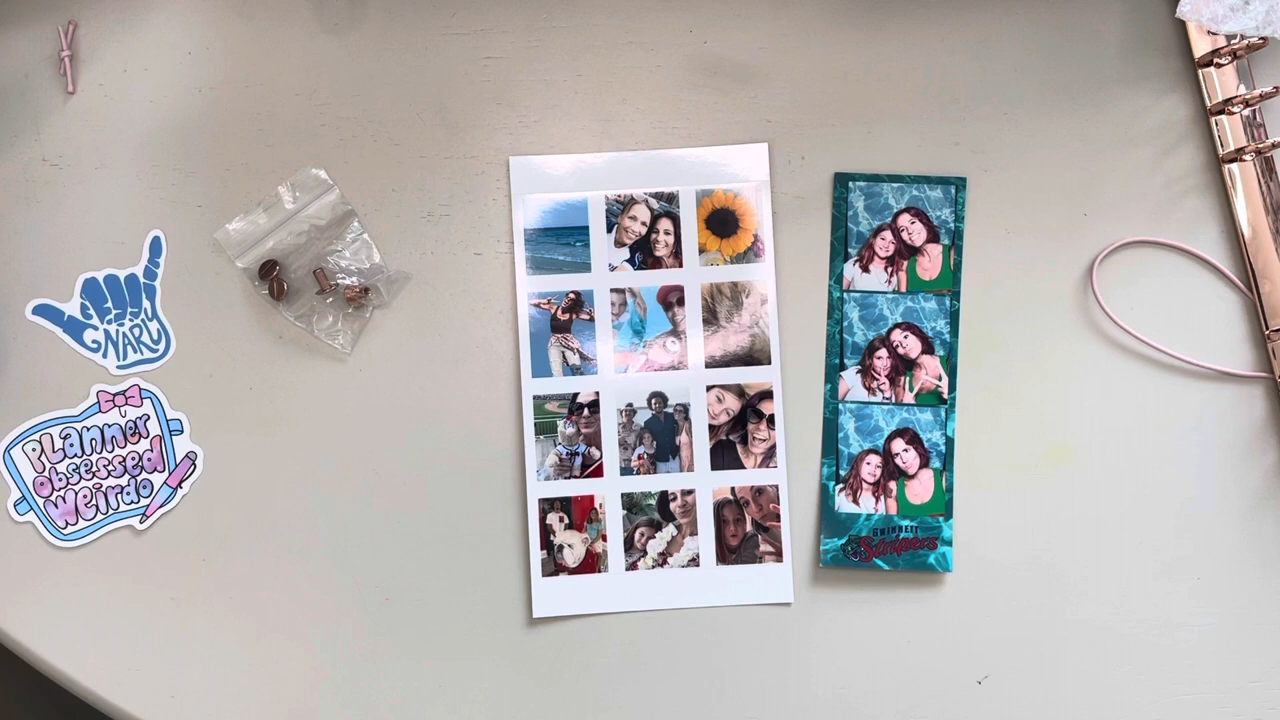 GNARLY
Planner
obsessed
Weirdo
GWINNETT
Stripers